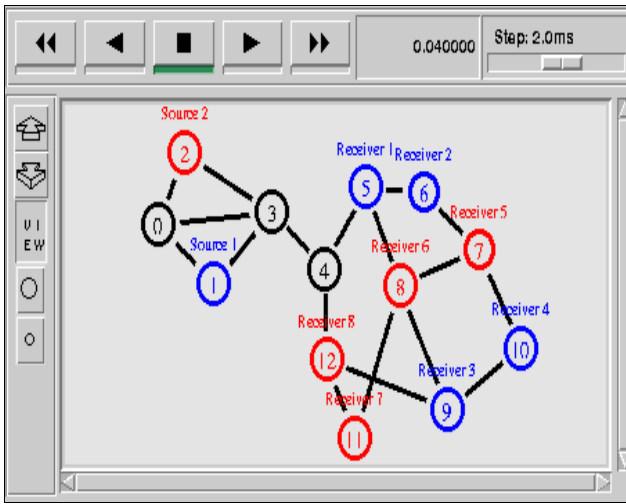 0.040000
Step: 2.0ms
V I
E W
Source 2
2
Receiver 1
Receiver 2
5
6
3
Receiver 5
0
Source 1
Receiver 6
7
4
1
8
Receiver 8
Receiver 4
12
10
Receiver 3
Receiver 7
9
11